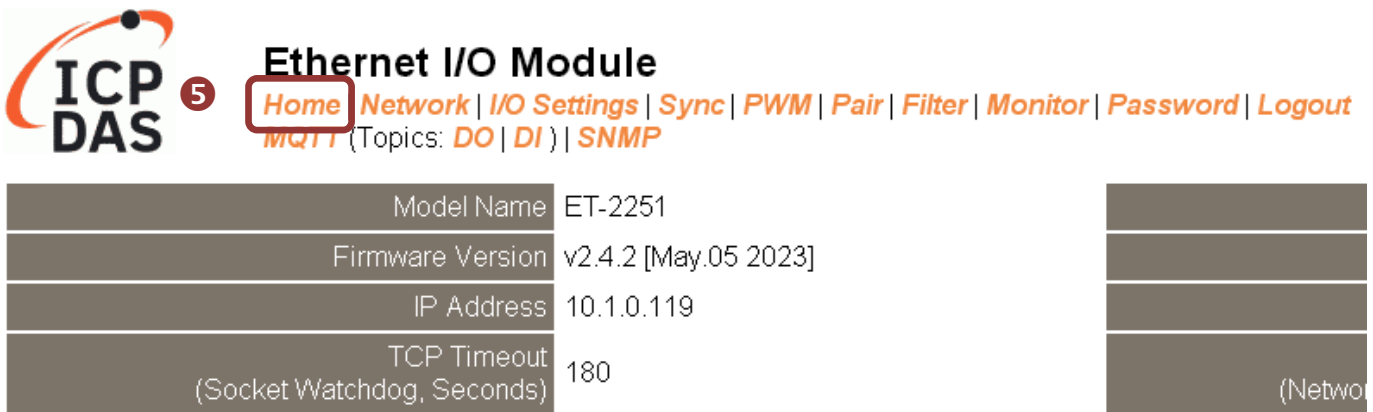 ICP
DAS
❺
Ethernet I/O Module
Home | Network | I/O Settings | Sync | PWM | Pair | Filter | Monitor | Password | Logout
MQTT (Topics: DO | DI ) | SNMP
Model Name ET-2251
Firmware Version v2.4.2 [May.05 2023]
IP Address 10.1.0.119
TCP Timeout
(Socket Watchdog, Seconds) 180